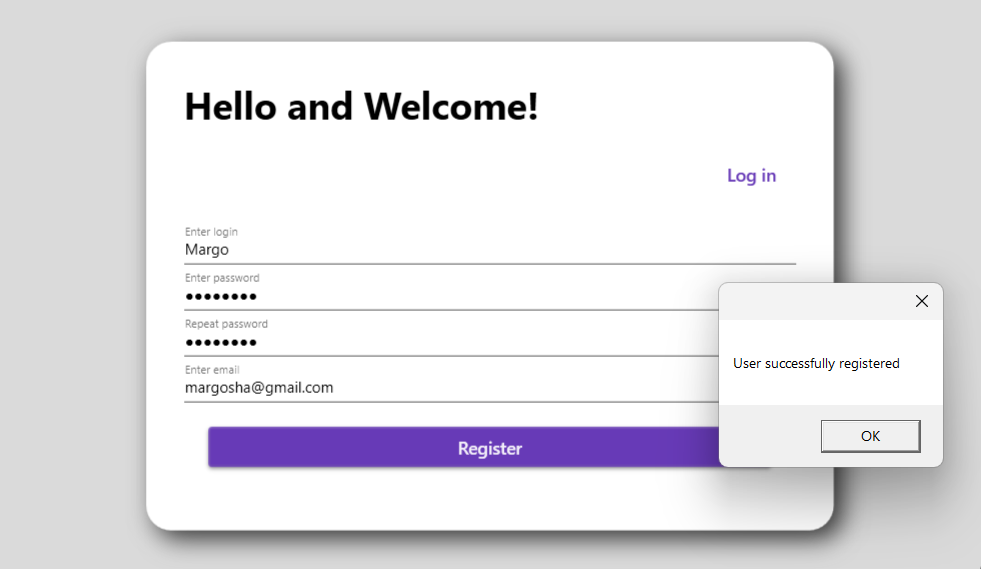 Hello and Welcome!
Log in
Enter login
Margo
Enter password
••••••••
Repeat password
••••••••
Enter email
margosha@gmail.com
Register
User successfully registered
OK